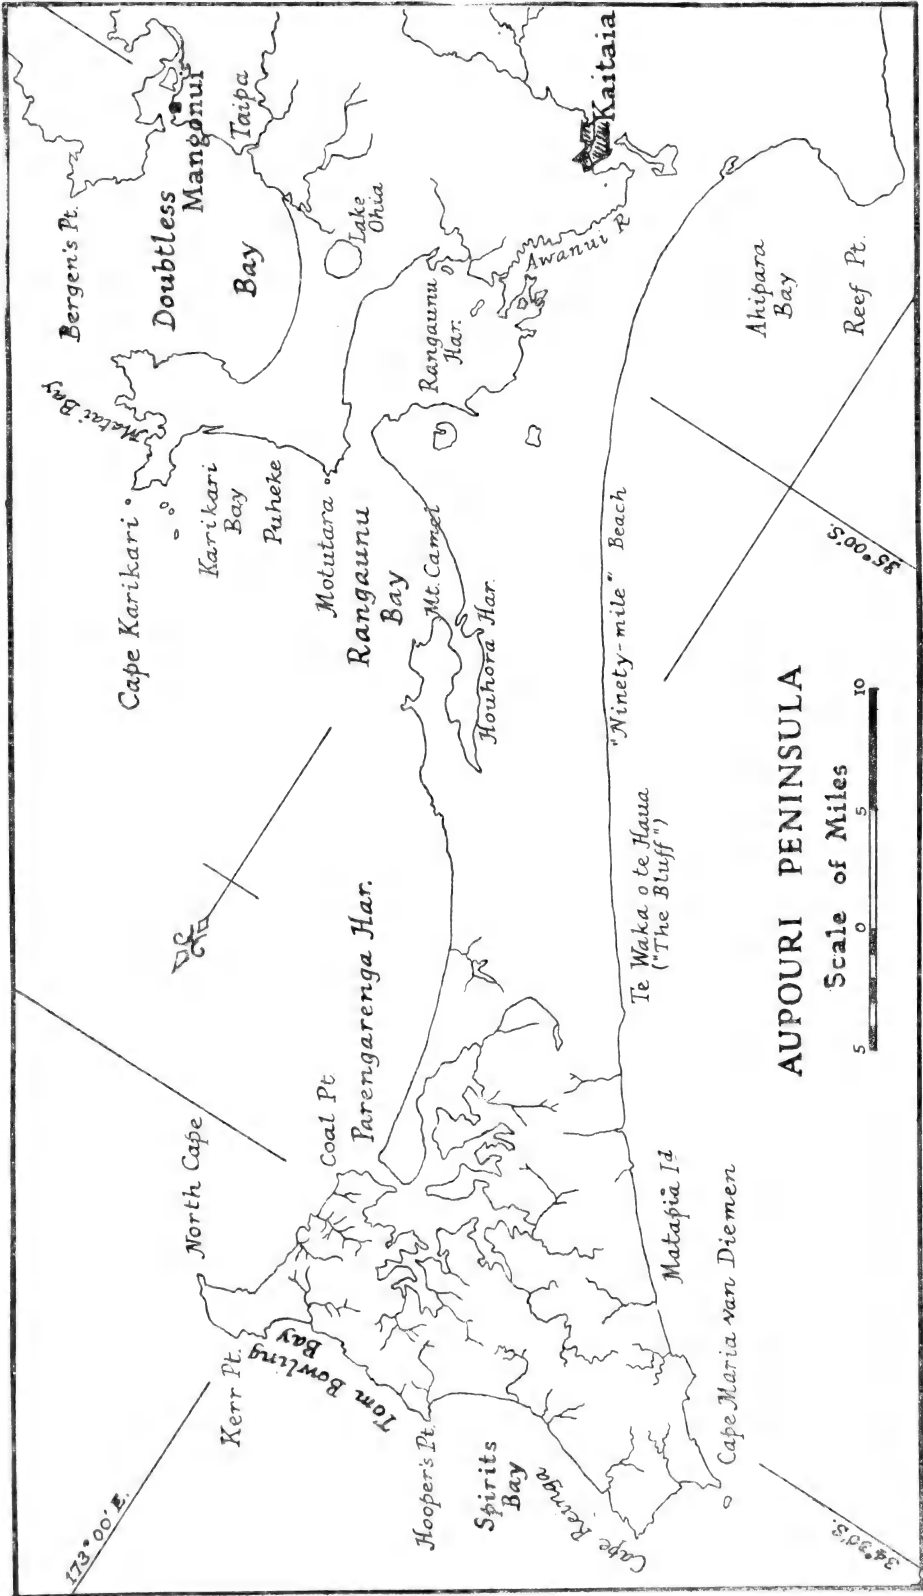 AUPOURI PENINSULA
Scale of Miles
5 0 5 10
173°00'E.
Kerr Pt.
North Cape
Tom Bowling
Bay
Hooper's Pt.
Spirits
Bay
Cape Reinga
34°30'S.
Cape Maria van Diemen
Matapia Id
Coal Pt.
Parengarenga Har.
Te Waka o te Haua
("The Bluff")
"Ninety-mile" Beach
Houhora Har.
Mt. Camel
Rangaunu
Bay
Motutara
Cape Karikari
Karikari
Bay
Puheke
Matai Bay
35°00'S.
Rangaunu
Har.
Bergen's Pt.
Doubtless
Bay
Mangonui
Taipa
Lake
Ohia
Awanui R
Kaitaia
Ahipara
Bay
Reef Pt.